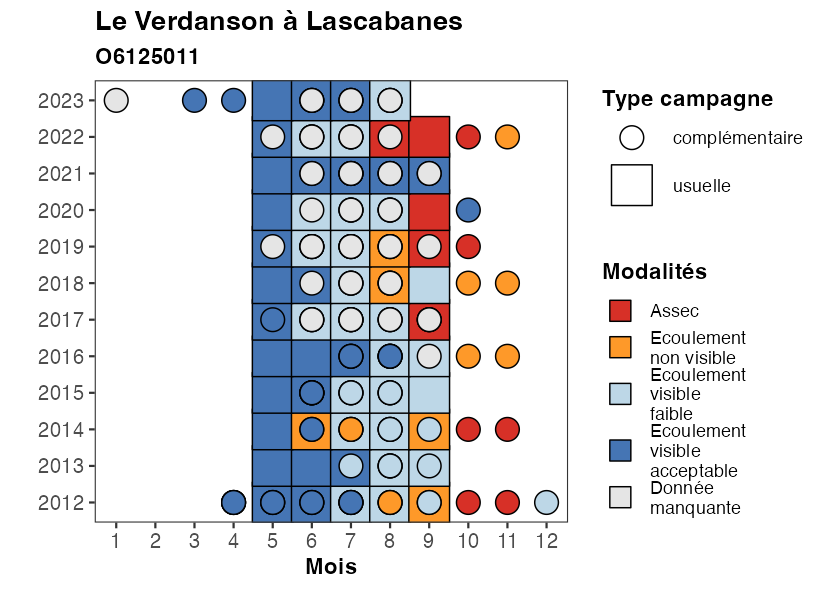 Le Verdanson à Lascabanes
O6125011
2023
2022
2021
2020
2019
2018
2017
2016
2015
2014
2013
2012
1 2 3 4 5 6 7 8 9 10 11 12
Mois
Type campagne
complémentaire
usuelle
Modalités
Assec
Ecoulement
non visible
Ecoulement
visible
faible
Ecoulement
visible
acceptable
Donnée
manquante